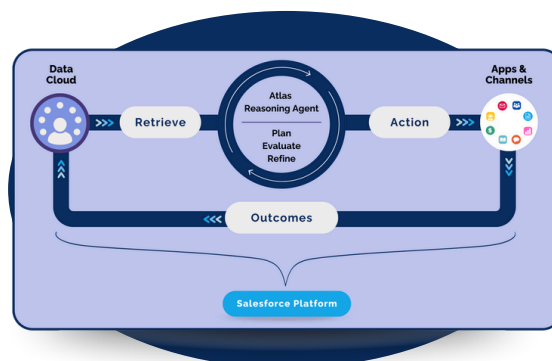 Data
Cloud
Apps &
Channels
Atlas
Reasoning Agent
Retrieve
Action
Plan
Evaluate
Refine
Outcomes
Salesforce Platform